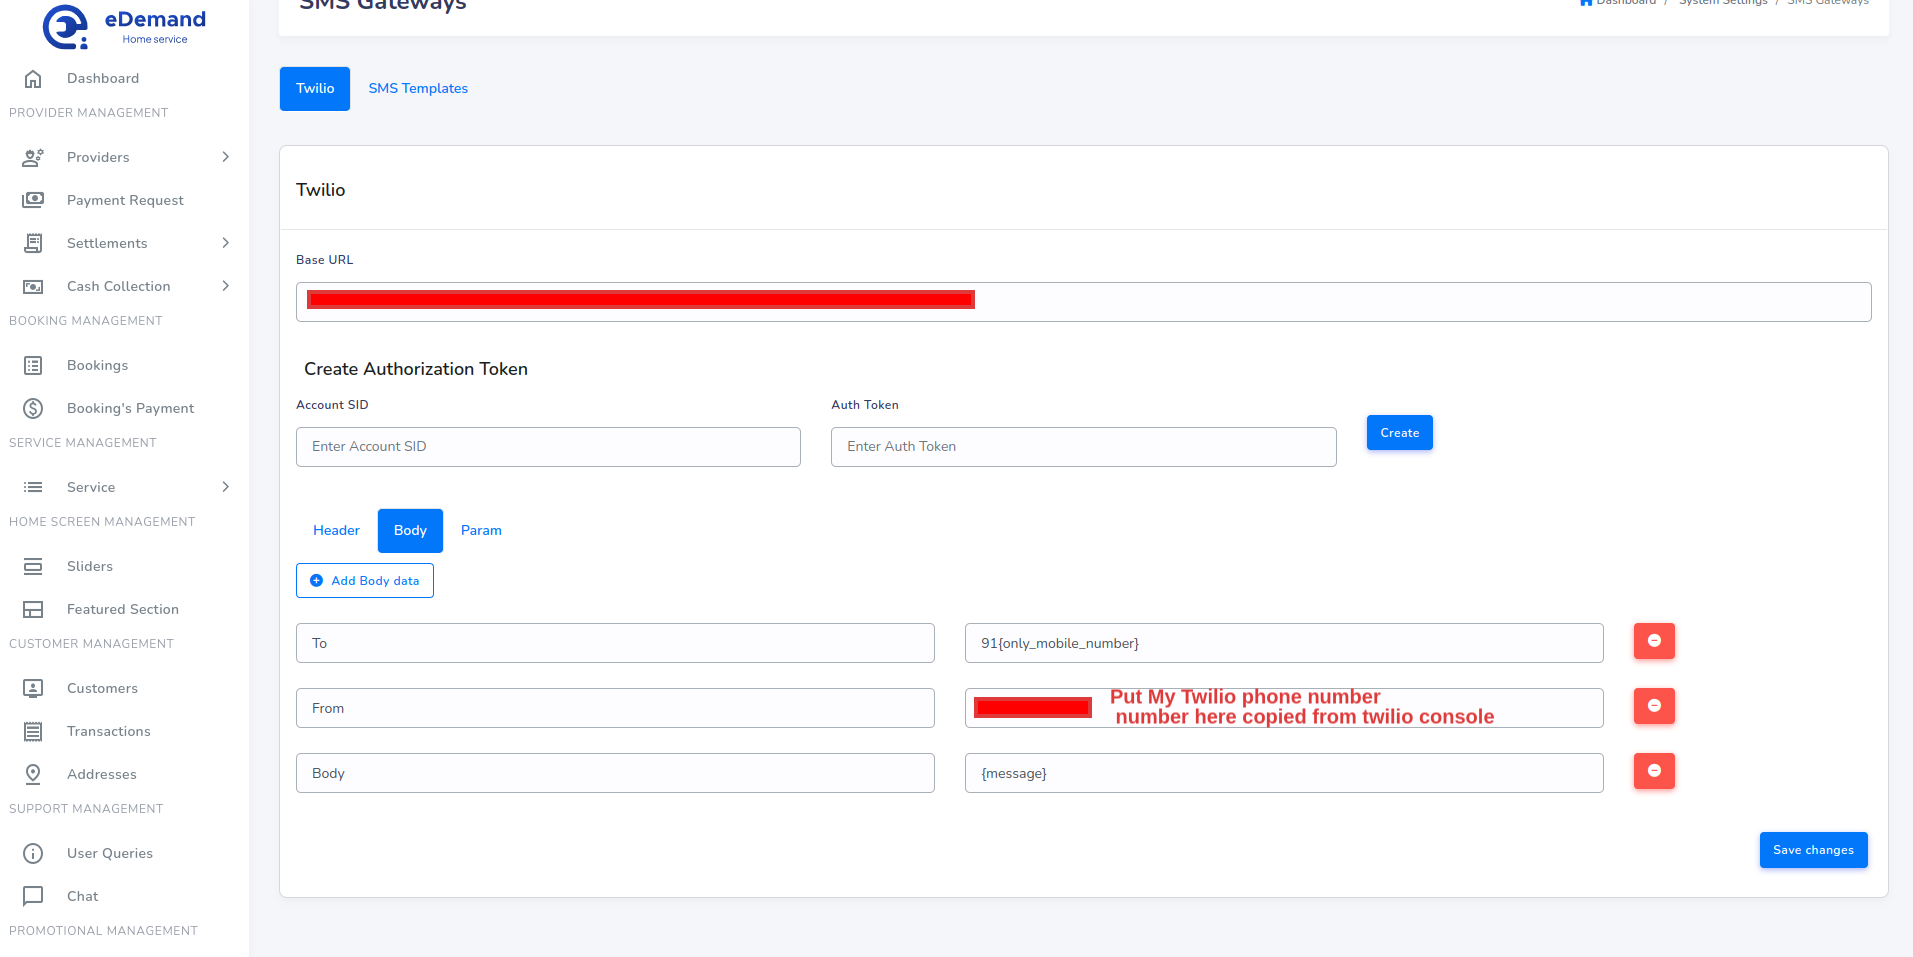 eDemand
Home service
Dashboard
PROVIDER MANAGEMENT
Providers
Payment Request
Settlements
Cash Collection
BOOKING MANAGEMENT
Bookings
Booking's Payment
SERVICE MANAGEMENT
Service
HOME SCREEN MANAGEMENT
Sliders
Featured Section
CUSTOMER MANAGEMENT
Customers
Transactions
Addresses
SUPPORT MANAGEMENT
User Queries
Chat
PROMOTIONAL MANAGEMENT
SMS Gateways
Dashboard / System Settings / SMS Gateways
Twilio SMS Templates
Twilio
Base URL
Create Authorization Token
Account SID Auth Token
Enter Account SID Enter Auth Token Create
Header Body Param
Add Body data
To 91{only_mobile_number}
From Put My Twilio phone number
number here copied from twilio console
Body {message}
Save changes